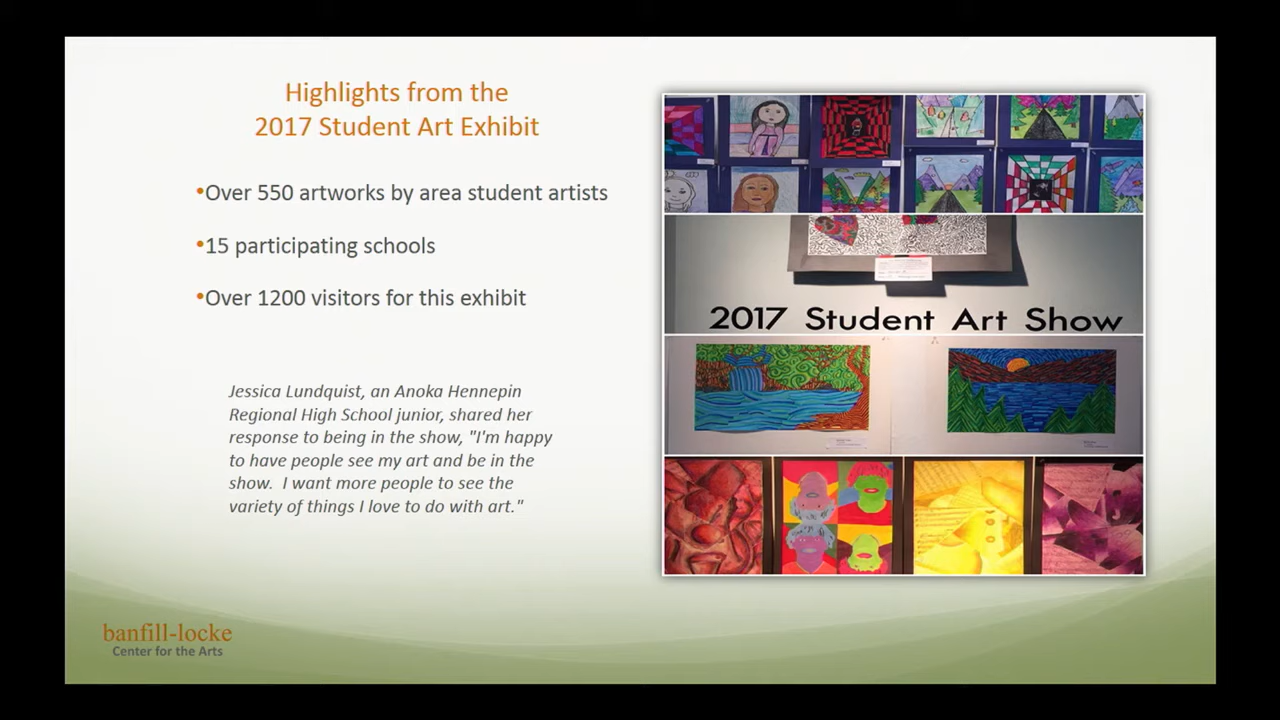 Highlights from the
2017 Student Art Exhibit
•Over 550 artworks by area student artists
•15 participating schools
•Over 1200 visitors for this exhibit
Jessica Lundquist, an Anoka Hennepin
Regional High School junior, shared her
response to being in the show, "I'm happy
to have people see my art and be in the
show.  I want more people to see the
variety of things I love to do with art."
2017 Student Art Show
banfill-locke
Center for the Arts